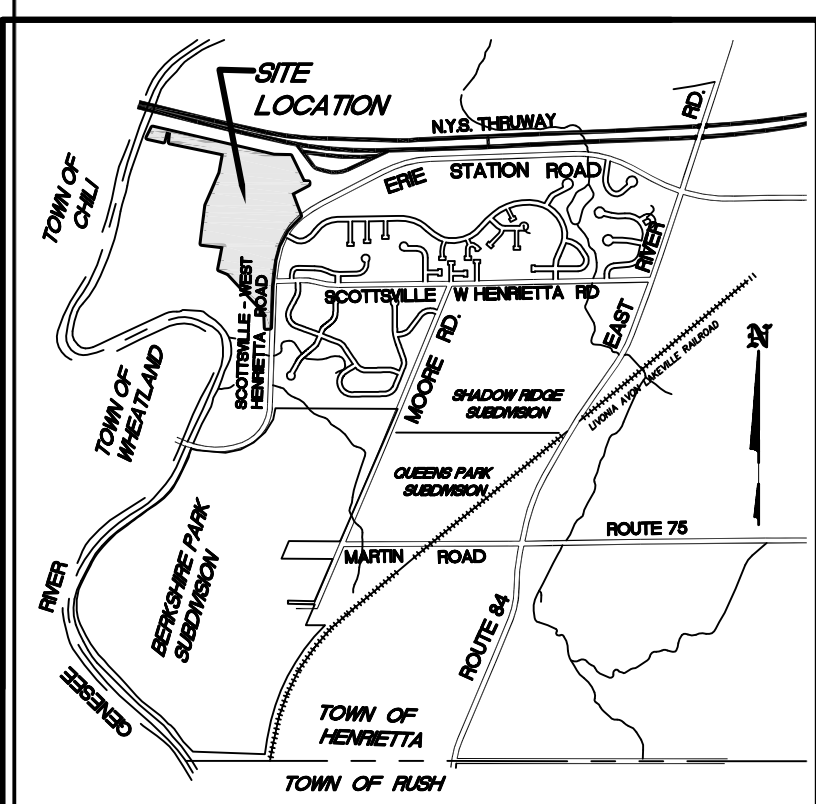 SITE
LOCATION
N.Y.S. THRUWAY
RD.
ERIE STATION ROAD
TOWN OF
CHILI
RIVER
EAST
SCOTTSVILLE - WEST
HENRIETTA ROAD
SCOTTSVILLE W HENRIETTA RD
MOORE RD.
N
LIVONIA AVON LAKEVILLE RAILROAD
TOWN OF
WHEATLAND
SHADOW RIDGE
SUBDIVISION
QUEENS PARK
SUBDIVISION
ROUTE 75
MARTIN ROAD
BERKSHIRE PARK
SUBDIVISION
RIVER
GENESEE
ROUTE 84
TOWN OF
HENRIETTA
TOWN OF RUSH